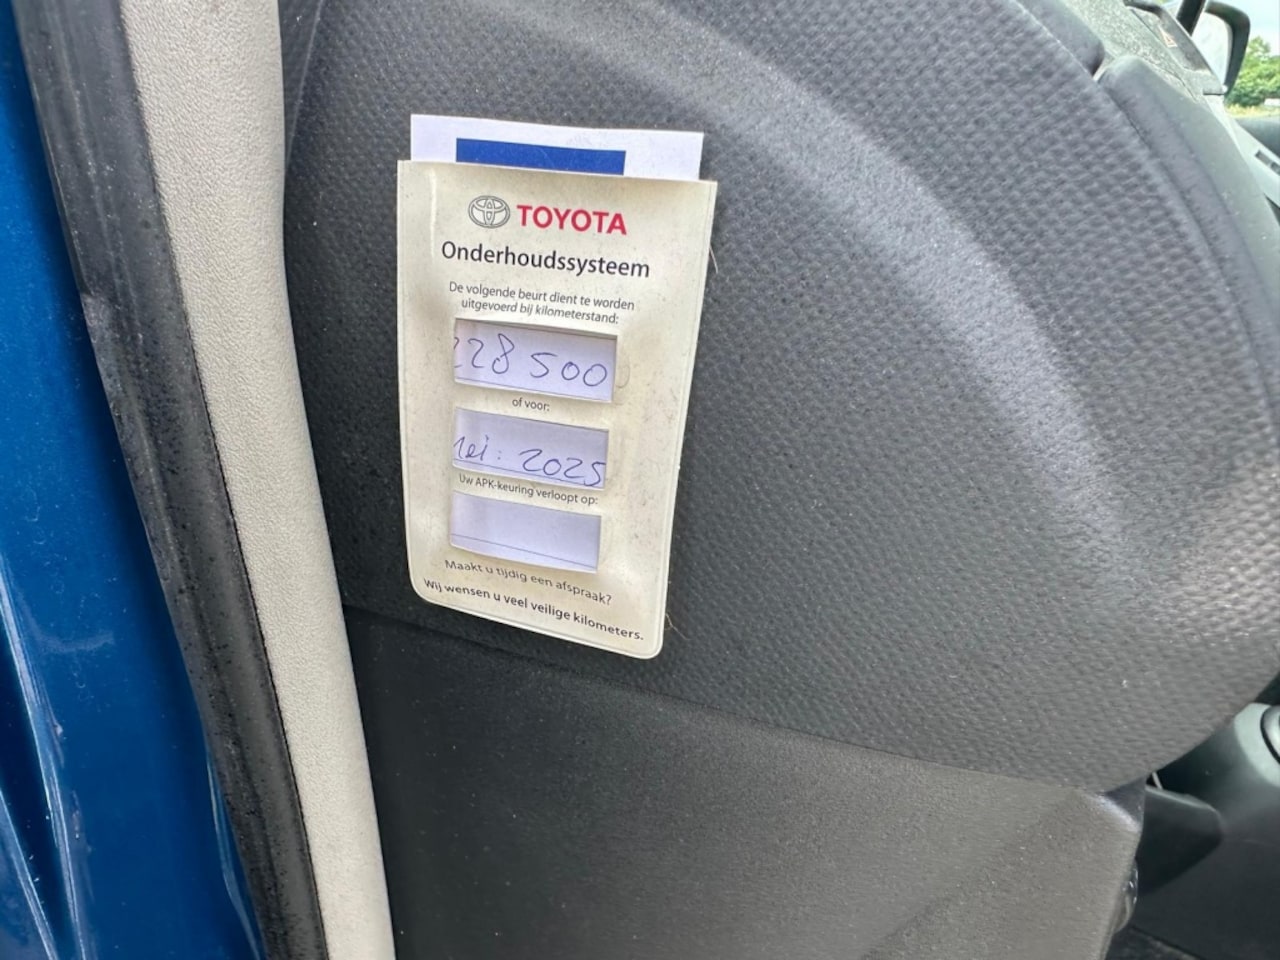 TOYOTA
Onderhoudssysteem
De volgende beurt dient te worden
uitgevoerd bij kilometerstand:
228 500
of voor:
mei: 2025
Uw APK-keuring verloopt op:
Maakt u tijdig een afspraak?
Wij wensen u veel veilige kilometers.